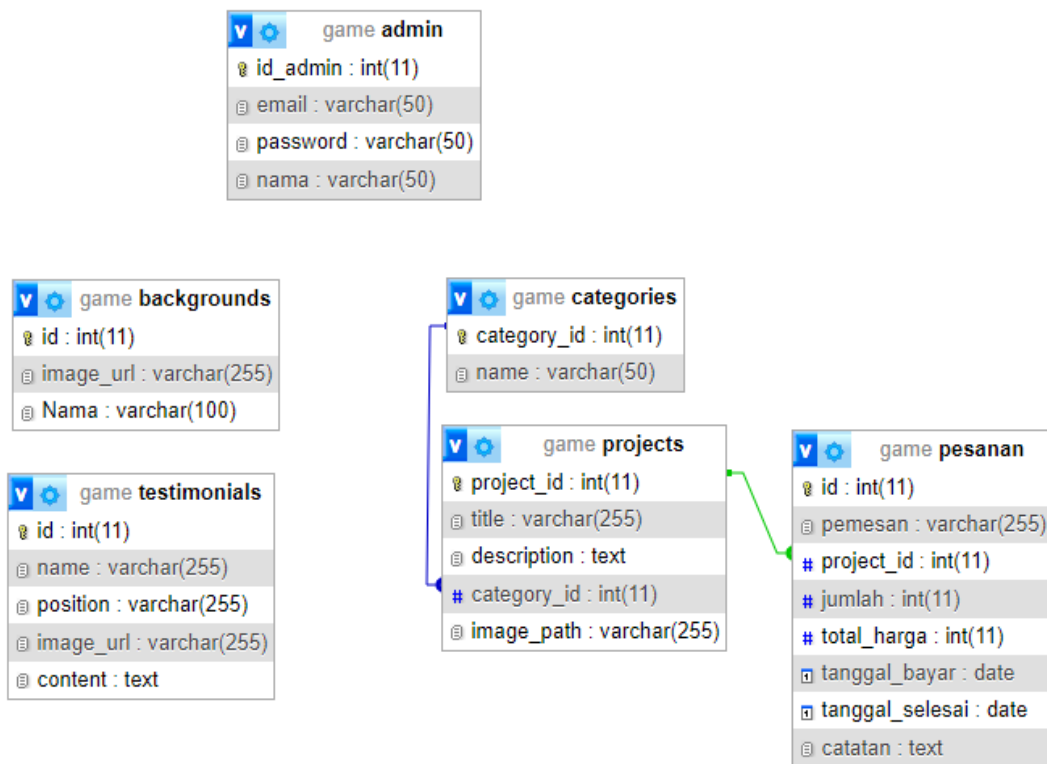 v game admin
id_admin : int(11)
email : varchar(50)
password : varchar(50)
nama : varchar(50)
v game backgrounds
id : int(11)
image_url : varchar(255)
Nama : varchar(100)
v game testimonials
id : int(11)
name : varchar(255)
position : varchar(255)
image_url : varchar(255)
content : text
v game categories
category_id : int(11)
name : varchar(50)
v game projects
project_id : int(11)
title : varchar(255)
description : text
# category_id : int(11)
image_path : varchar(255)
v game pesanan
id : int(11)
pemesan : varchar(255)
# project_id : int(11)
# jumlah : int(11)
# total_harga : int(11)
tanggal_bayar : date
tanggal_selesai : date
catatan : text